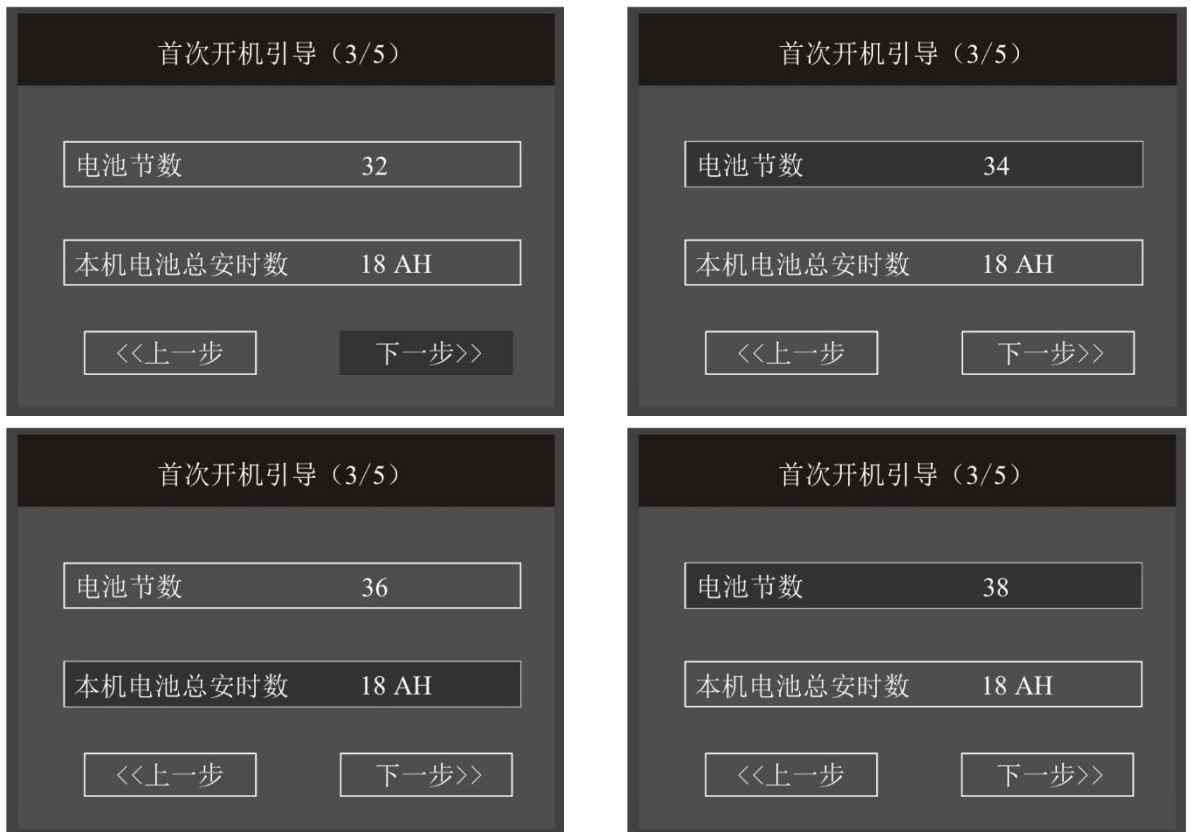 首次开机引导（3/5）
电池节数 32
本机电池总安时数 18 AH
<<上一步 下一步>>
首次开机引导（3/5）
电池节数 34
本机电池总安时数 18 AH
<<上一步 下一步>>
首次开机引导（3/5）
电池节数 36
本机电池总安时数 18 AH
<<上一步 下一步>>
首次开机引导（3/5）
电池节数 38
本机电池总安时数 18 AH
<<上一步 下一步>>